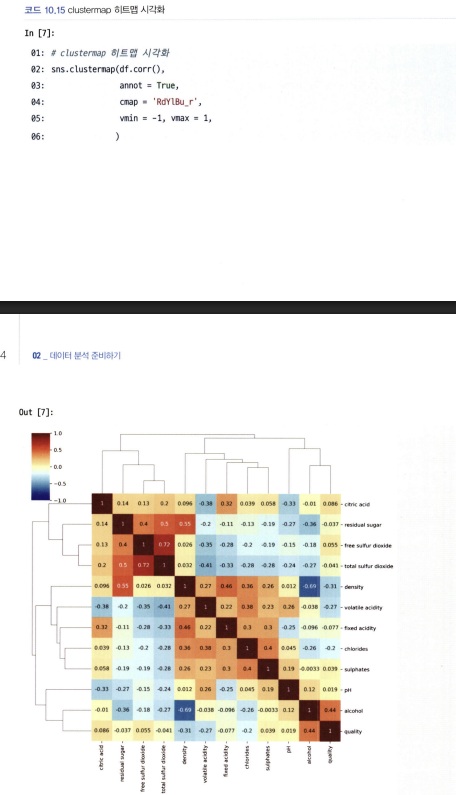 코드 10.15 clustermap 히트맵 시각화
In [7]:
01: # clustermap 히트맵 시각화
02: sns.clustermap(df.corr(),
03: annot = True,
04: cmap = 'RdYlBu_r',
05: vmin = -1, vmax = 1,
06: )
4 02 _ 데이터 분석 준비하기
Out [7]:
1.0
0.5
0.0
-0.5
-1.0
1 0.14 0.13 0.2 0.096 -0.38 0.32 0.039 0.058 -0.33 -0.01 0.086 citric acid
0.14 1 0.4 0.5 0.55 -0.2 -0.11 -0.13 -0.19 -0.27 -0.36 -0.037 residual sugar
0.13 0.4 1 0.72 0.026 -0.35 -0.28 -0.2 -0.19 -0.15 -0.18 0.055 free sulfur dioxide
0.2 0.5 0.72 1 0.032 -0.41 -0.33 -0.28 -0.28 -0.24 -0.27 -0.041 total sulfur dioxide
0.096 0.55 0.026 0.032 1 0.27 0.46 0.36 0.26 0.012 -0.69 -0.31 density
-0.38 -0.2 -0.35 -0.41 0.27 1 0.22 0.38 0.23 0.26 -0.038 -0.27 volatile acidity
0.32 -0.11 -0.28 -0.33 0.46 0.22 1 0.3 0.3 -0.25 -0.096 -0.077 fixed acidity
0.039 -0.13 -0.2 -0.28 0.36 0.38 0.3 1 0.4 0.045 -0.26 -0.2 chlorides
0.058 -0.19 -0.19 -0.28 0.26 0.23 0.3 0.4 1 0.19 -0.0033 0.039 sulphates
-0.33 -0.27 -0.15 -0.24 0.012 0.26 -0.25 0.045 0.19 1 0.12 0.019 pH
-0.01 -0.36 -0.18 -0.27 -0.69 -0.038 -0.096 -0.26 -0.0033 0.12 1 0.44 alcohol
0.086 -0.037 0.055 -0.041 -0.31 -0.27 -0.077 -0.2 0.039 0.019 0.44 1 quality
citric acid
residual sugar
free sulfur dioxide
total sulfur dioxide
density
volatile acidity
fixed acidity
chlorides
sulphates
pH
alcohol
quality